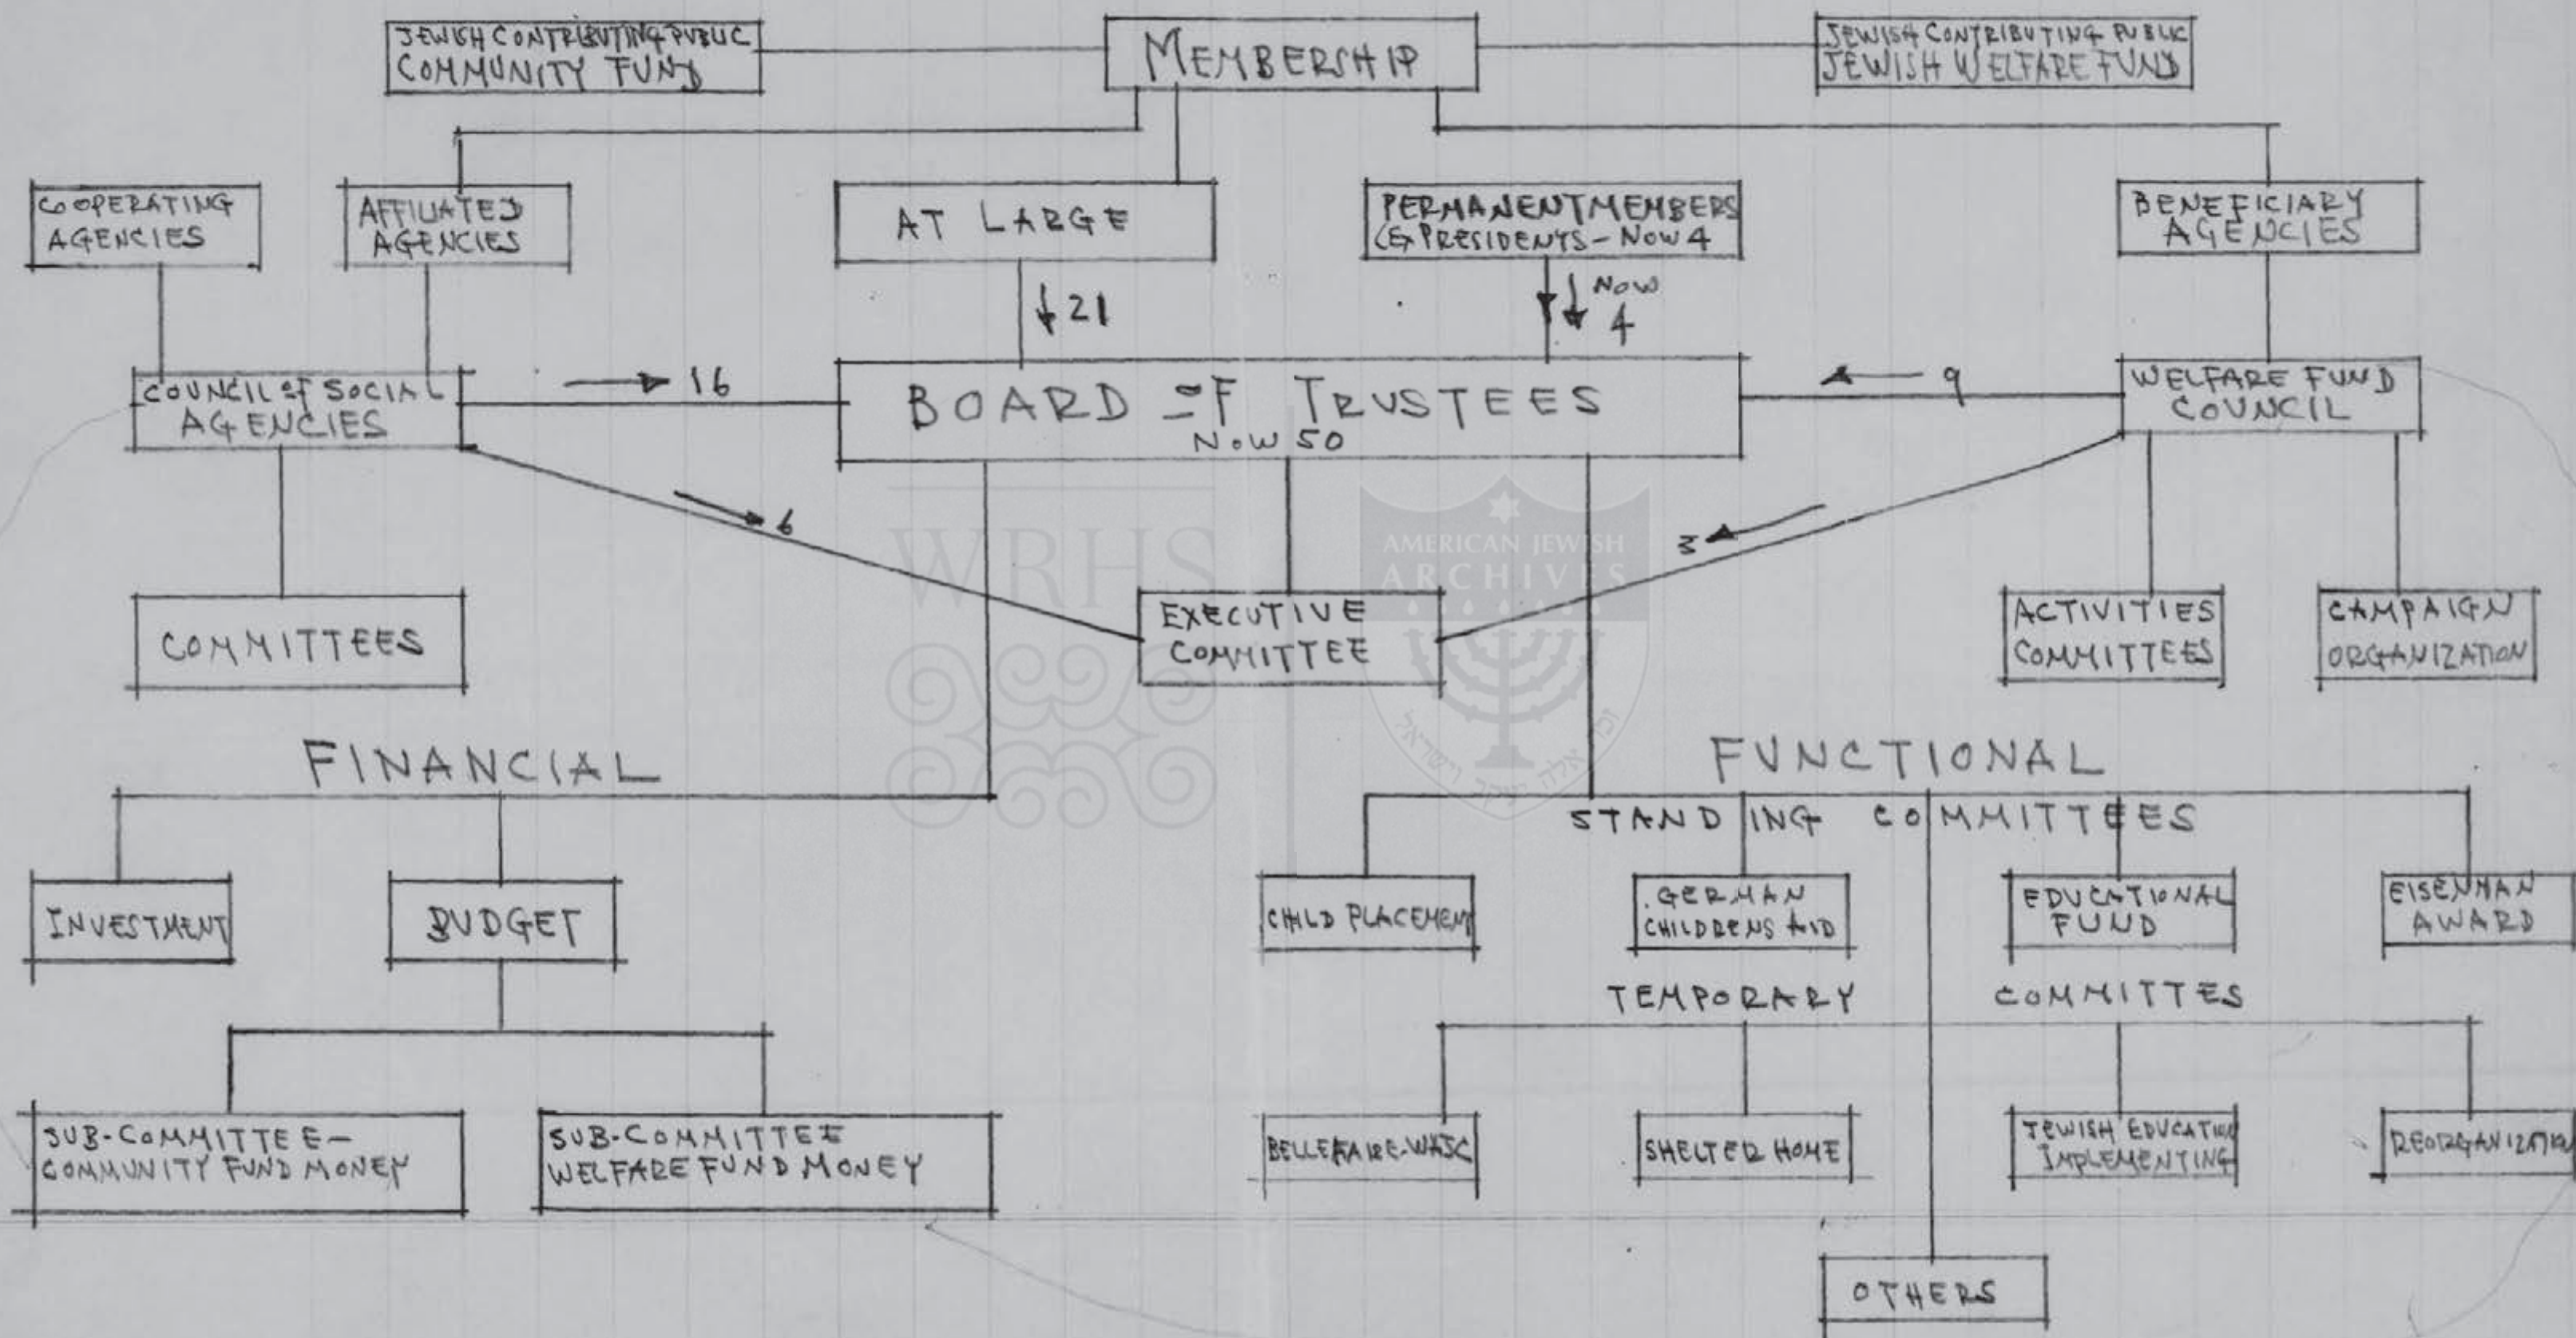 JEWISH CONTRIBUTING PUBLIC
COMMUNITY FUND
MEMBERSHIP
JEWISH CONTRIBUTING PUBLIC
JEWISH WELFARE FUND
COOPERATING
AGENCIES
AFFILIATED
AGENCIES
AT LARGE
PERMANENT MEMBERS
(EX PRESIDENTS - NOW 4
BENEFICIARY
AGENCIES
21
NOW
4
COUNCIL OF SOCIAL
AGENCIES
16
BOARD OF TRUSTEES
NOW 50
9
WELFARE FUND
COUNCIL
6
3
WRHS
AMERICAN JEWISH
ARCHIVES
COMMITTEES
EXECUTIVE
COMMITTEE
ACTIVITIES
COMMITTEES
CAMPAIGN
ORGANIZATION
FINANCIAL
FUNCTIONAL
STANDING COMMITTEES
INVESTMENT
BUDGET
CHILD PLACEMENT
GERMAN
CHILDRENS AID
EDUCATIONAL
FUND
EISENMAN
AWARD
TEMPORARY COMMITTES
SUB-COMMITTEE-
COMMUNITY FUND MONEY
SUB-COMMITTEE
WELFARE FUND MONEY
BELLEFAIRE-
SHELTER HOME
JEWISH EDUCATION
IMPLEMENTING
REORGANIZATION
OTHERS